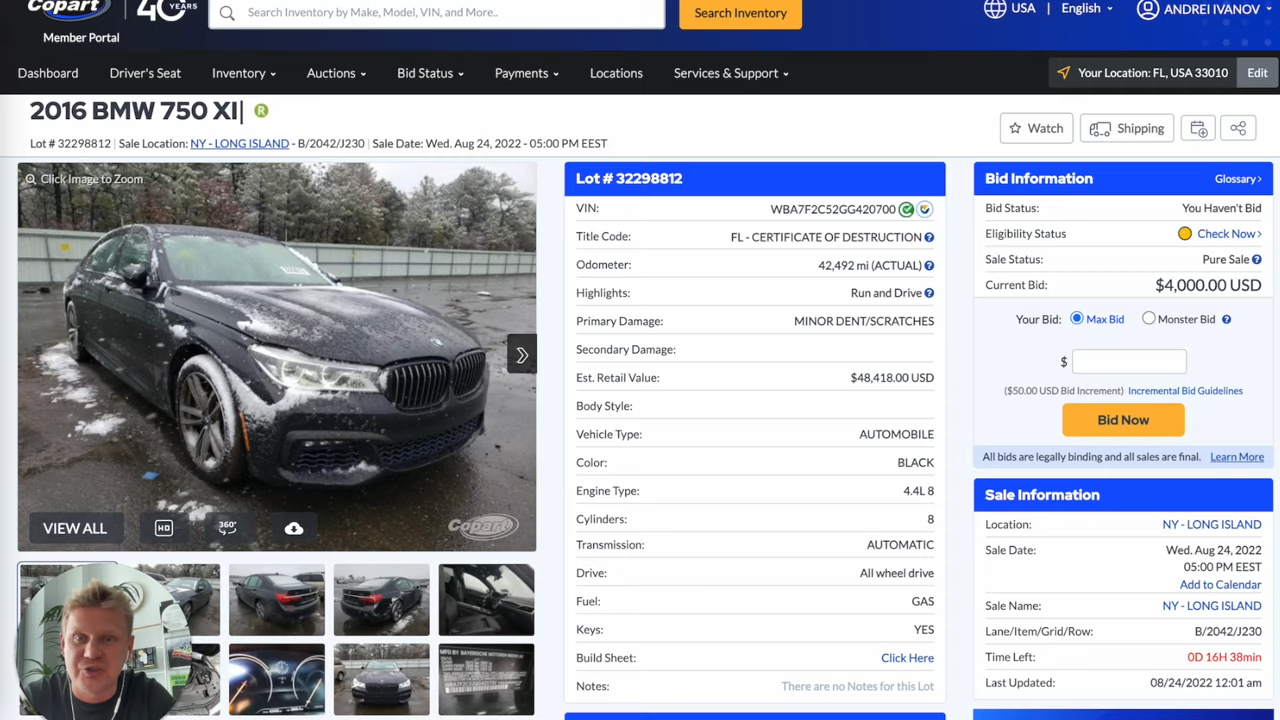 Copart
40 YEARS
Member Portal
Search Inventory by Make, Model, VIN, and More..
Search Inventory
USA | English
ANDREI IVANOV
Dashboard Driver's Seat Inventory Auctions Bid Status Payments Locations Services & Support
Your Location: FL, USA 33010 Edit
2016 BMW 750 XI| R
Lot # 32298812 | Sale Location: NY - LONG ISLAND - B/2042/J230 | Sale Date: Wed. Aug 24, 2022 - 05:00 PM EEST
Watch Shipping
Click Image to Zoom
VIEW ALL HD 360°
Copart
MFD BY BAYERISCHE MOTOREN WERKE AG
Lot # 32298812
VIN: WBA7F2C52GG420700
Title Code: FL - CERTIFICATE OF DESTRUCTION
Odometer: 42,492 mi (ACTUAL)
Highlights: Run and Drive
Primary Damage: MINOR DENT/SCRATCHES
Secondary Damage:
Est. Retail Value: $48,418.00 USD
Body Style:
Vehicle Type: AUTOMOBILE
Color: BLACK
Engine Type: 4.4L 8
Cylinders: 8
Transmission: AUTOMATIC
Drive: All wheel drive
Fuel: GAS
Keys: YES
Build Sheet: Click Here
Notes: There are no Notes for this Lot
Bid Information Glossary
Bid Status: You Haven't Bid
Eligibility Status Check Now
Sale Status: Pure Sale
Current Bid: $4,000.00 USD
Your Bid: Max Bid Monster Bid
$
($50.00 USD Bid Increment) Incremental Bid Guidelines
Bid Now
All bids are legally binding and all sales are final. Learn More
Sale Information
Location: NY - LONG ISLAND
Sale Date: Wed. Aug 24, 2022
05:00 PM EEST
Add to Calendar
Sale Name: NY - LONG ISLAND
Lane/Item/Grid/Row: B/2042/J230
Time Left: 0D 16H 38min
Last Updated: 08/24/2022 12:01 am